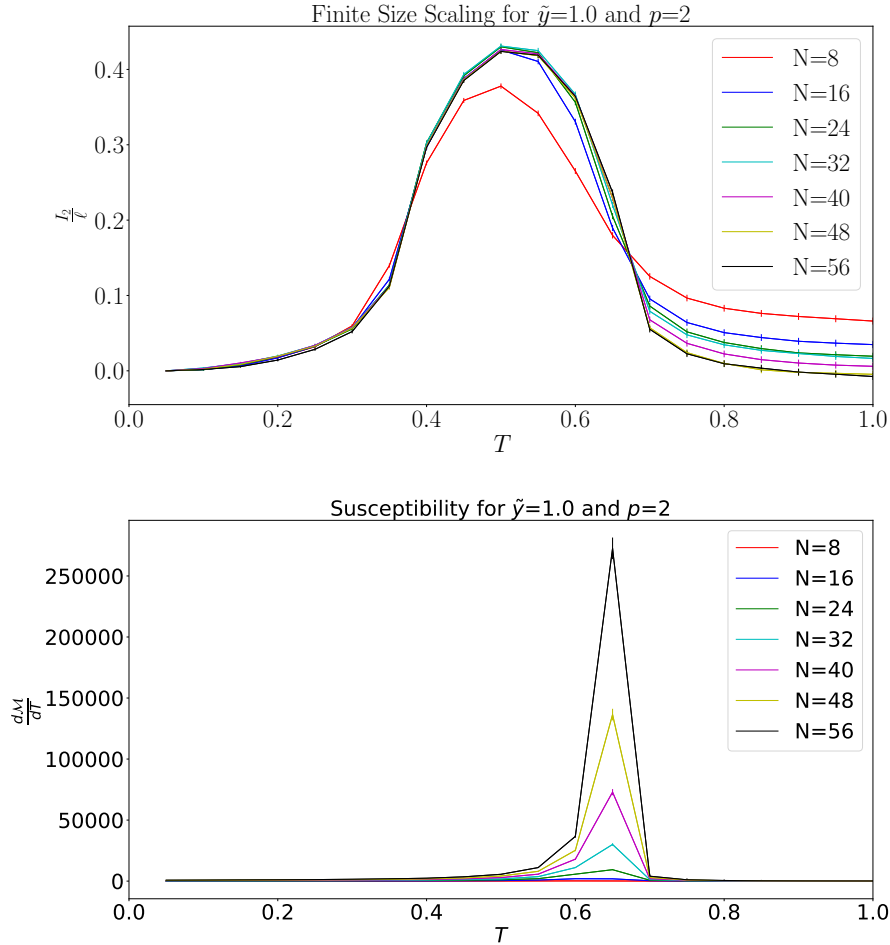 Finite Size Scaling for ỹ=1.0 and p=2
0.4
0.3
0.2
0.1
0.0
I₂/ℓ
N=8
N=16
N=24
N=32
N=40
N=48
N=56
0.0 0.2 0.4 0.6 0.8 1.0
T
Susceptibility for ỹ=1.0 and p=2
250000
200000
150000
100000
50000
0
dℳ/dT
N=8
N=16
N=24
N=32
N=40
N=48
N=56
0.0 0.2 0.4 0.6 0.8 1.0
T